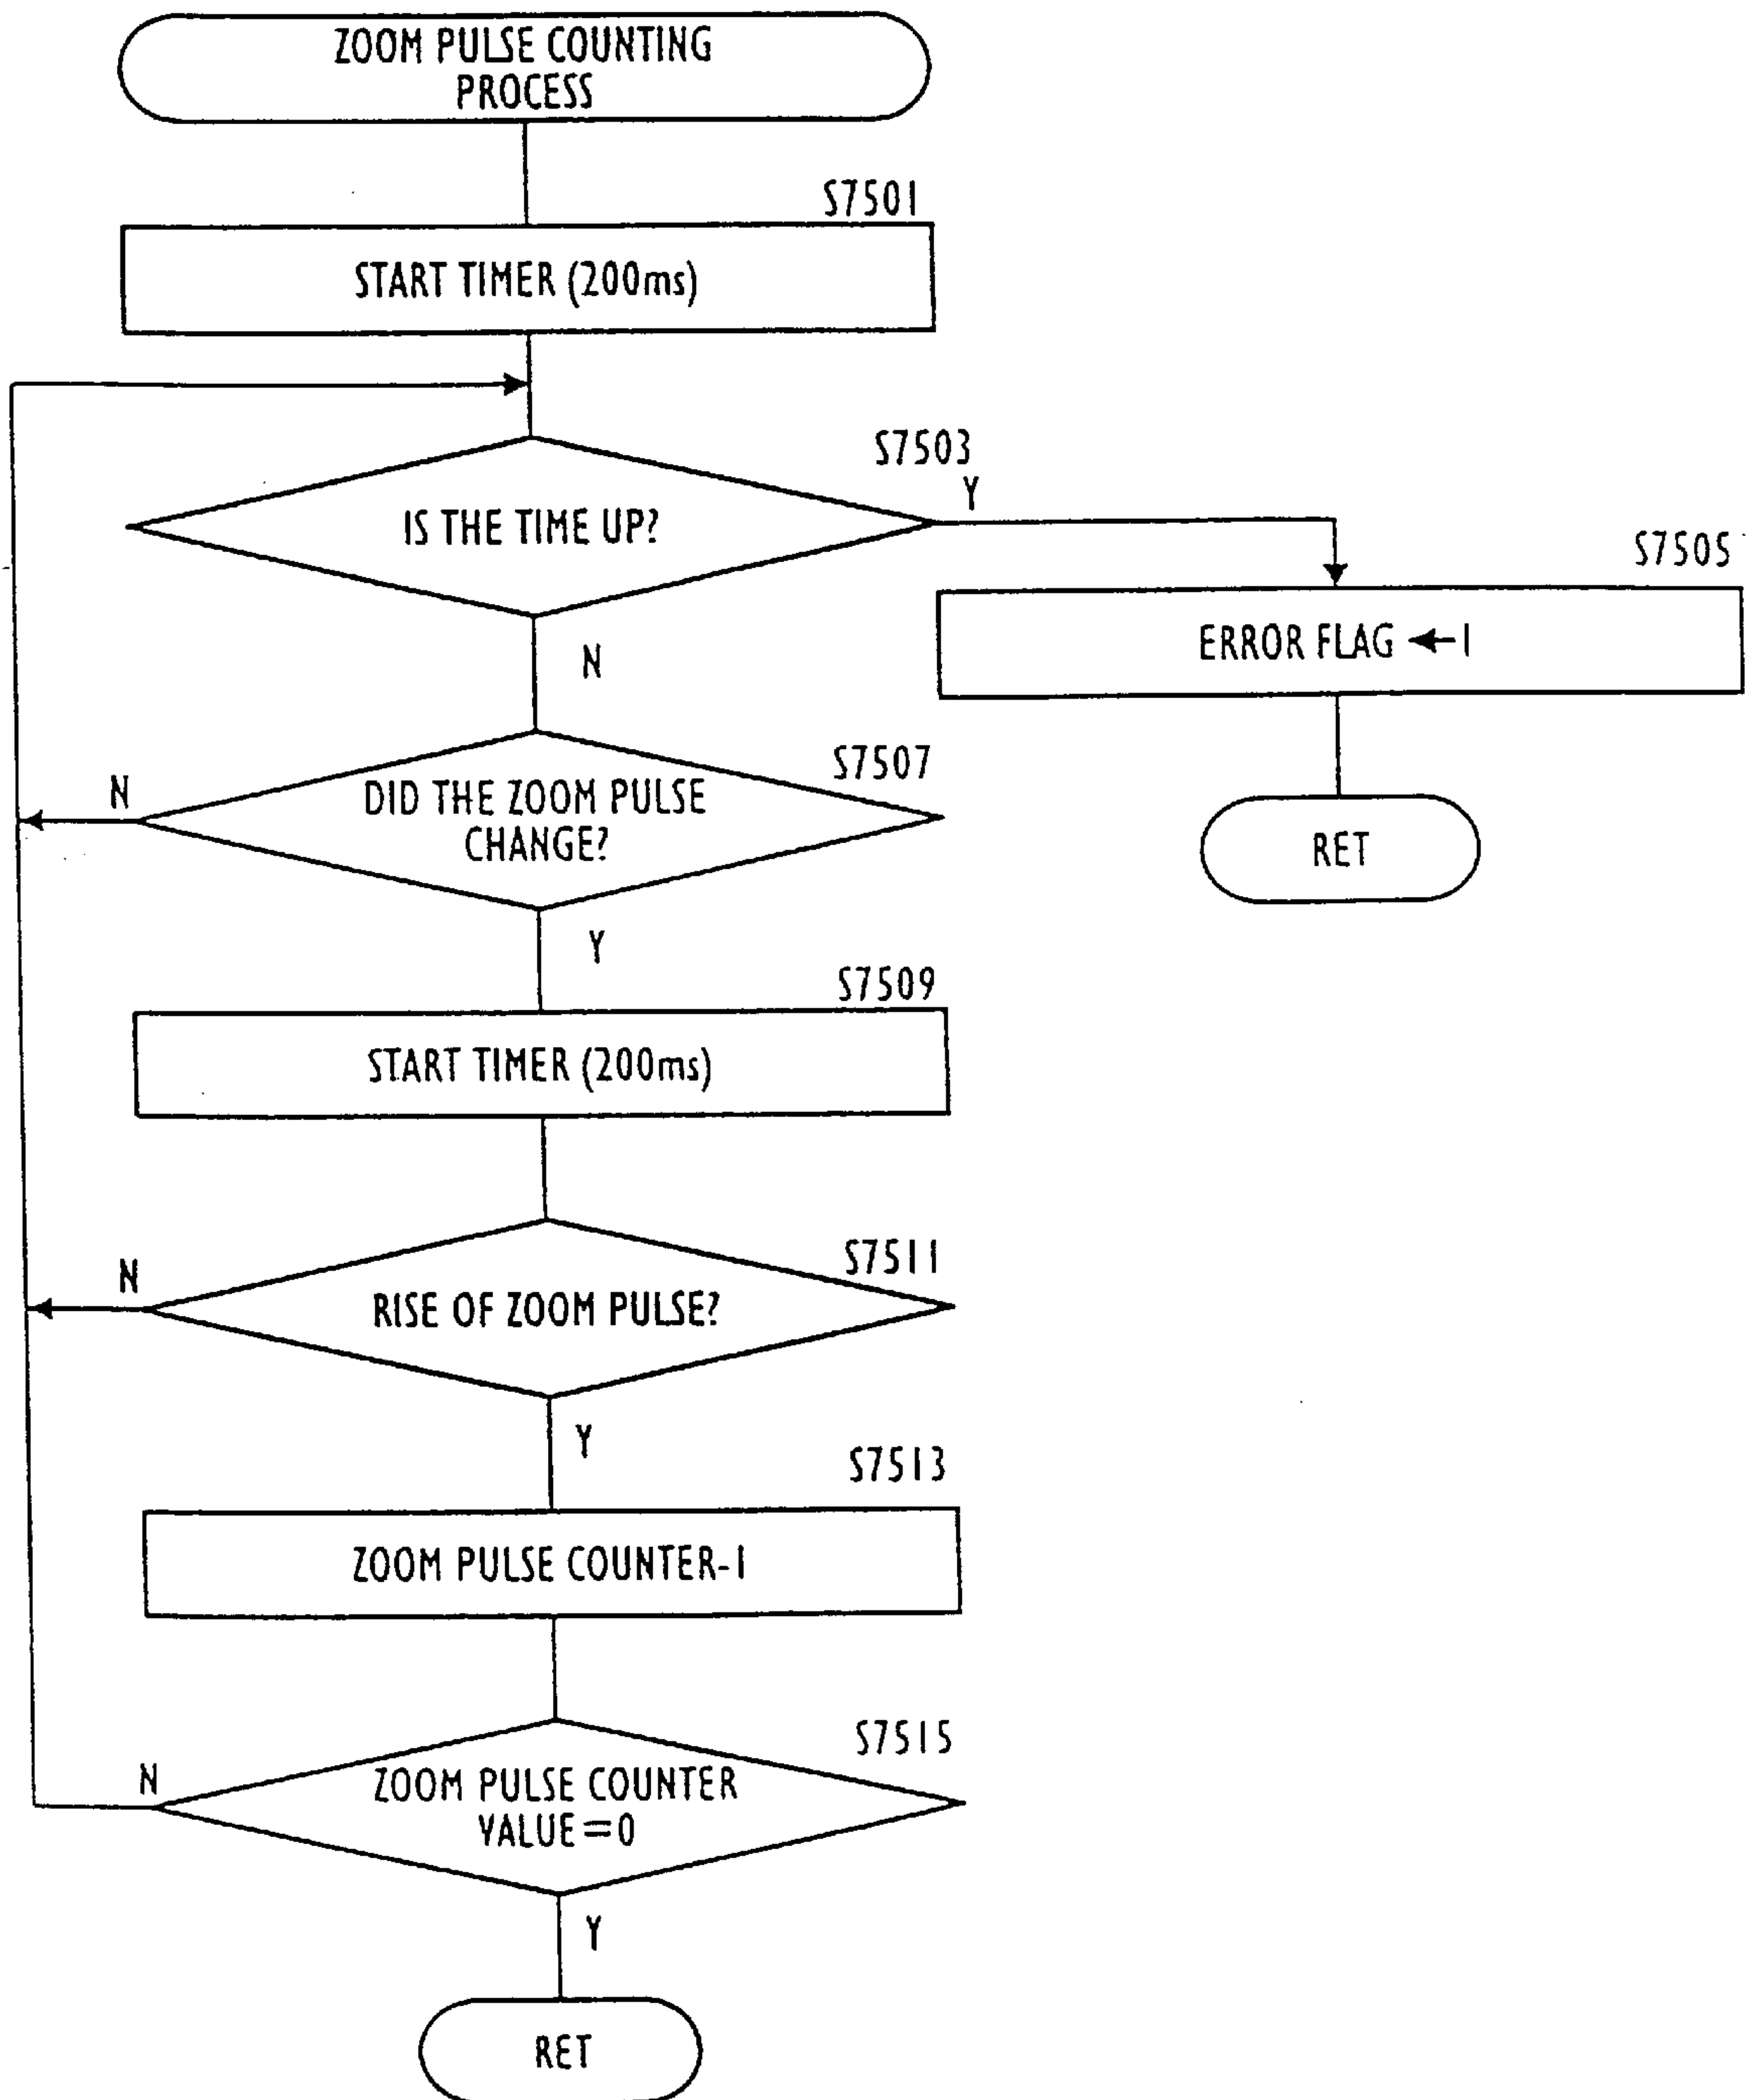 ZOOM PULSE COUNTING
PROCESS
S7501
START TIMER (200ms)
S7503
Y
IS THE TIME UP?
S7505
ERROR FLAG ←1
N
S7507
N
DID THE ZOOM PULSE
CHANGE?
RET
Y
S7509
START TIMER (200ms)
S7511
N
RISE OF ZOOM PULSE?
Y
S7513
ZOOM PULSE COUNTER-1
S7515
N
ZOOM PULSE COUNTER
VALUE=0
Y
RET